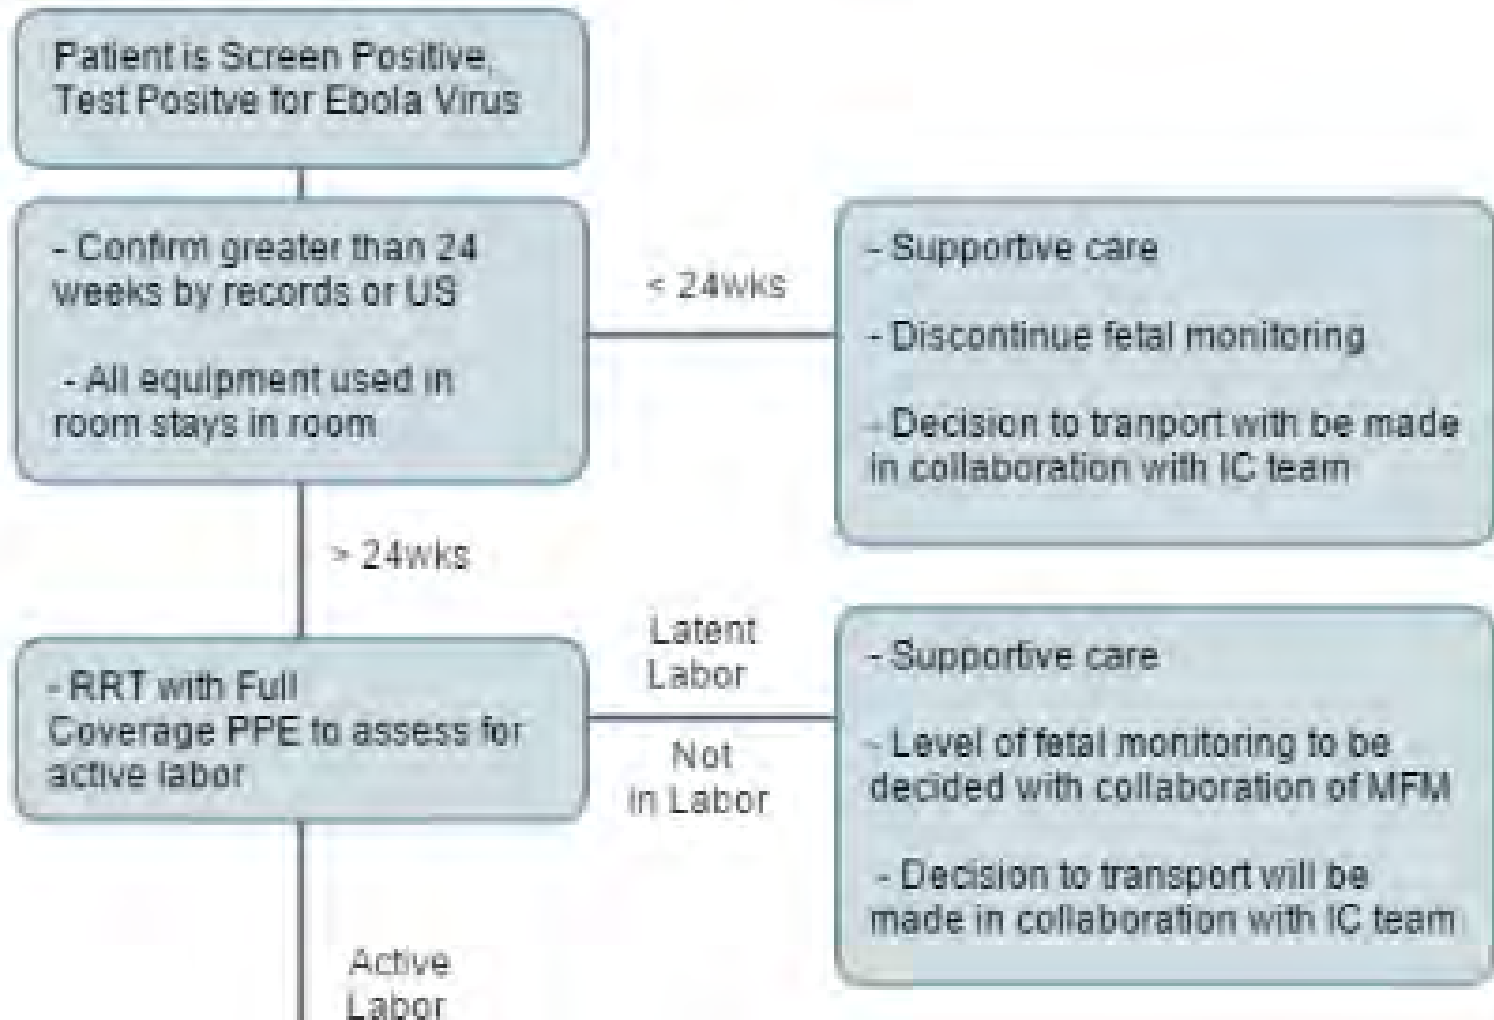 Patient is Screen Positive,
Test Positve for Ebola Virus
- Confirm greater than 24
weeks by records or US
- All equipment used in
room stays in room
< 24wks
- Supportive care
- Discontinue fetal monitoring
- Decision to tranport with be made
in collaboration with IC team
> 24wks
- RRT with Full
Coverage PPE to assess for
active labor
Latent
Labor
Not
in Labor
- Supportive care
- Level of fetal monitoring to be
decided with collaboration of MFM
- Decision to transport will be
made in collaboration with IC team
Active
Labor